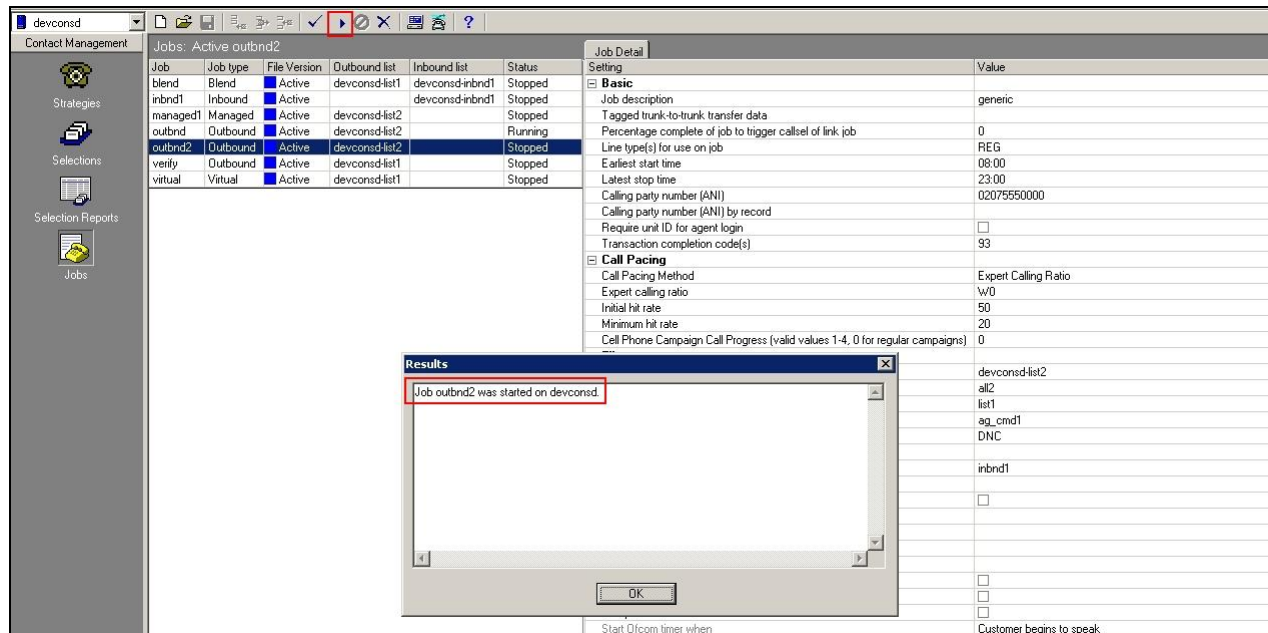 devconsd
Contact Management
Strategies
Selections
Selection Reports
Jobs
Jobs: Active outbnd2
Job Job type File Version Outbound list Inbound list Status
blend Blend Active devconsd-list1 devconsd-inbnd1 Stopped
inbnd1 Inbound Active devconsd-inbnd1 Stopped
managed1 Managed Active devconsd-list2 Stopped
outbnd Outbound Active devconsd-list2 Running
outbnd2 Outbound Active devconsd-list2 Stopped
verify Outbound Active devconsd-list1 Stopped
virtual Virtual Active devconsd-list1 Stopped
Job Detail
Setting Value
Basic
Job description generic
Tagged trunk-to-trunk transfer data
Percentage complete of job to trigger callsel of link job 0
Line type(s) for use on job REG
Earliest start time 08:00
Latest stop time 23:00
Calling party number (ANI) 02075550000
Calling party number (ANI) by record
Require unit ID for agent login
Transaction completion code(s) 93
Call Pacing
Call Pacing Method Expert Calling Ratio
Expert calling ratio W0
Initial hit rate 50
Minimum hit rate 20
Cell Phone Campaign Call Progress (valid values 1-4, 0 for regular campaigns) 0
devconsd-list2
all2
list1
ag_cmd1
DNC
inbnd1
Start Ofcom timer when Customer begins to speak
Results
Job outbnd2 was started on devconsd.
OK